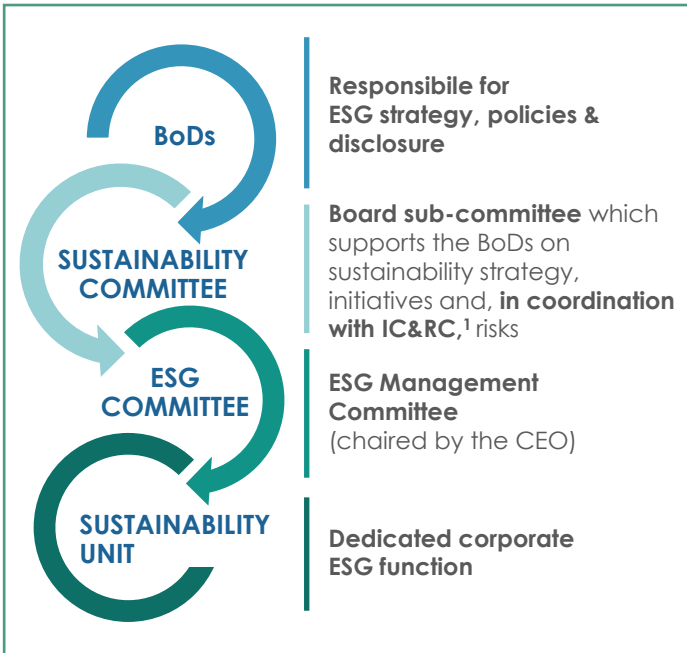 BoDs
Responsibile for
ESG strategy, policies &
disclosure
SUSTAINABILITY
COMMITTEE
Board sub-committee which
supports the BoDs on
sustainability strategy,
initiatives and, in coordination
with IC&RC,¹ risks
ESG
COMMITTEE
ESG Management
Committee
(chaired by the CEO)
SUSTAINABILITY
UNIT
Dedicated corporate
ESG function